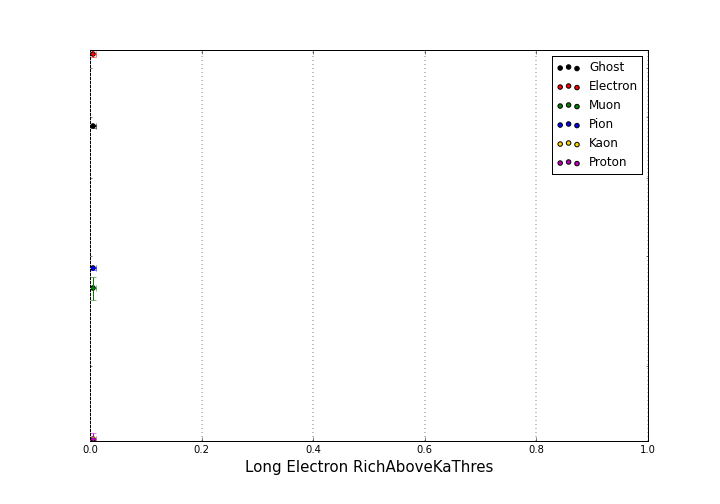 Ghost
Electron
Muon
Pion
Kaon
Proton
0.0 0.2 0.4 0.6 0.8 1.0
Long Electron RichAboveKaThres